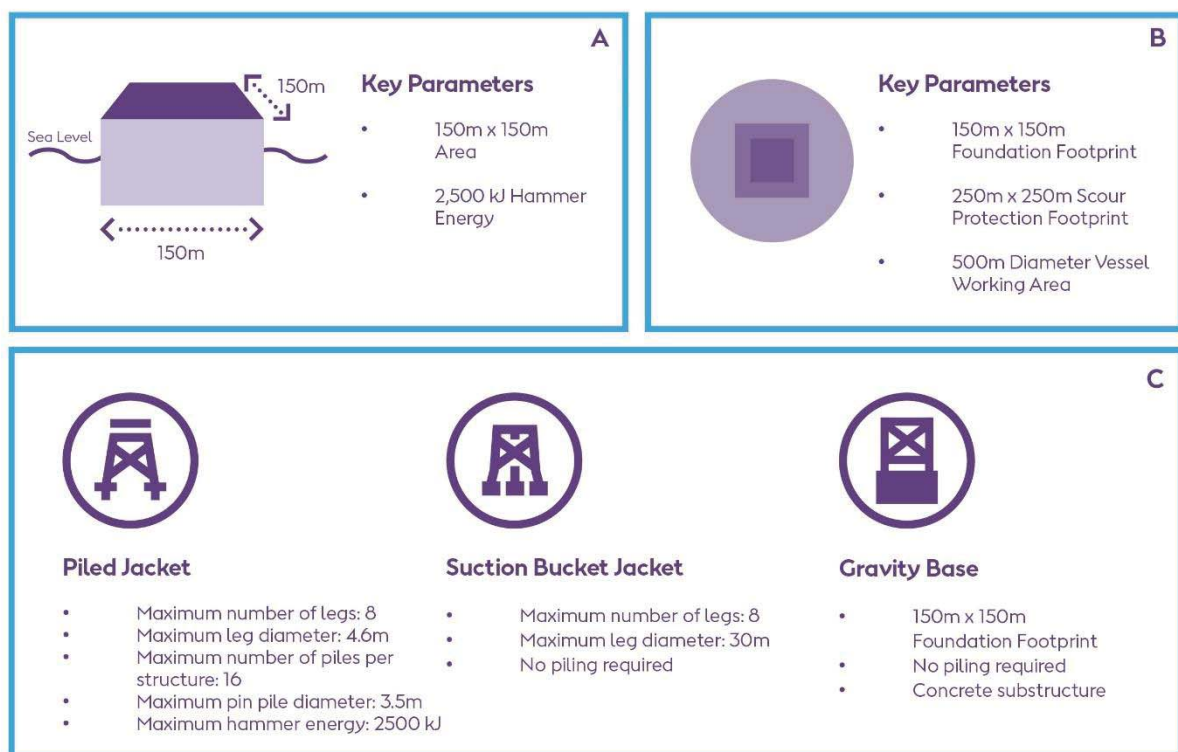 A
150m
Sea Level
150m
Key Parameters
• 150m x 150m
Area
• 2,500 kJ Hammer
Energy
B
Key Parameters
• 150m x 150m
Foundation Footprint
• 250m x 250m Scour
Protection Footprint
• 500m Diameter Vessel
Working Area
C
Piled Jacket
• Maximum number of legs: 8
• Maximum leg diameter: 4.6m
• Maximum number of piles per
structure: 16
• Maximum pin pile diameter: 3.5m
• Maximum hammer energy: 2500 kJ
Suction Bucket Jacket
• Maximum number of legs: 8
• Maximum leg diameter: 30m
• No piling required
Gravity Base
• 150m x 150m
Foundation Footprint
• No piling required
• Concrete substructure